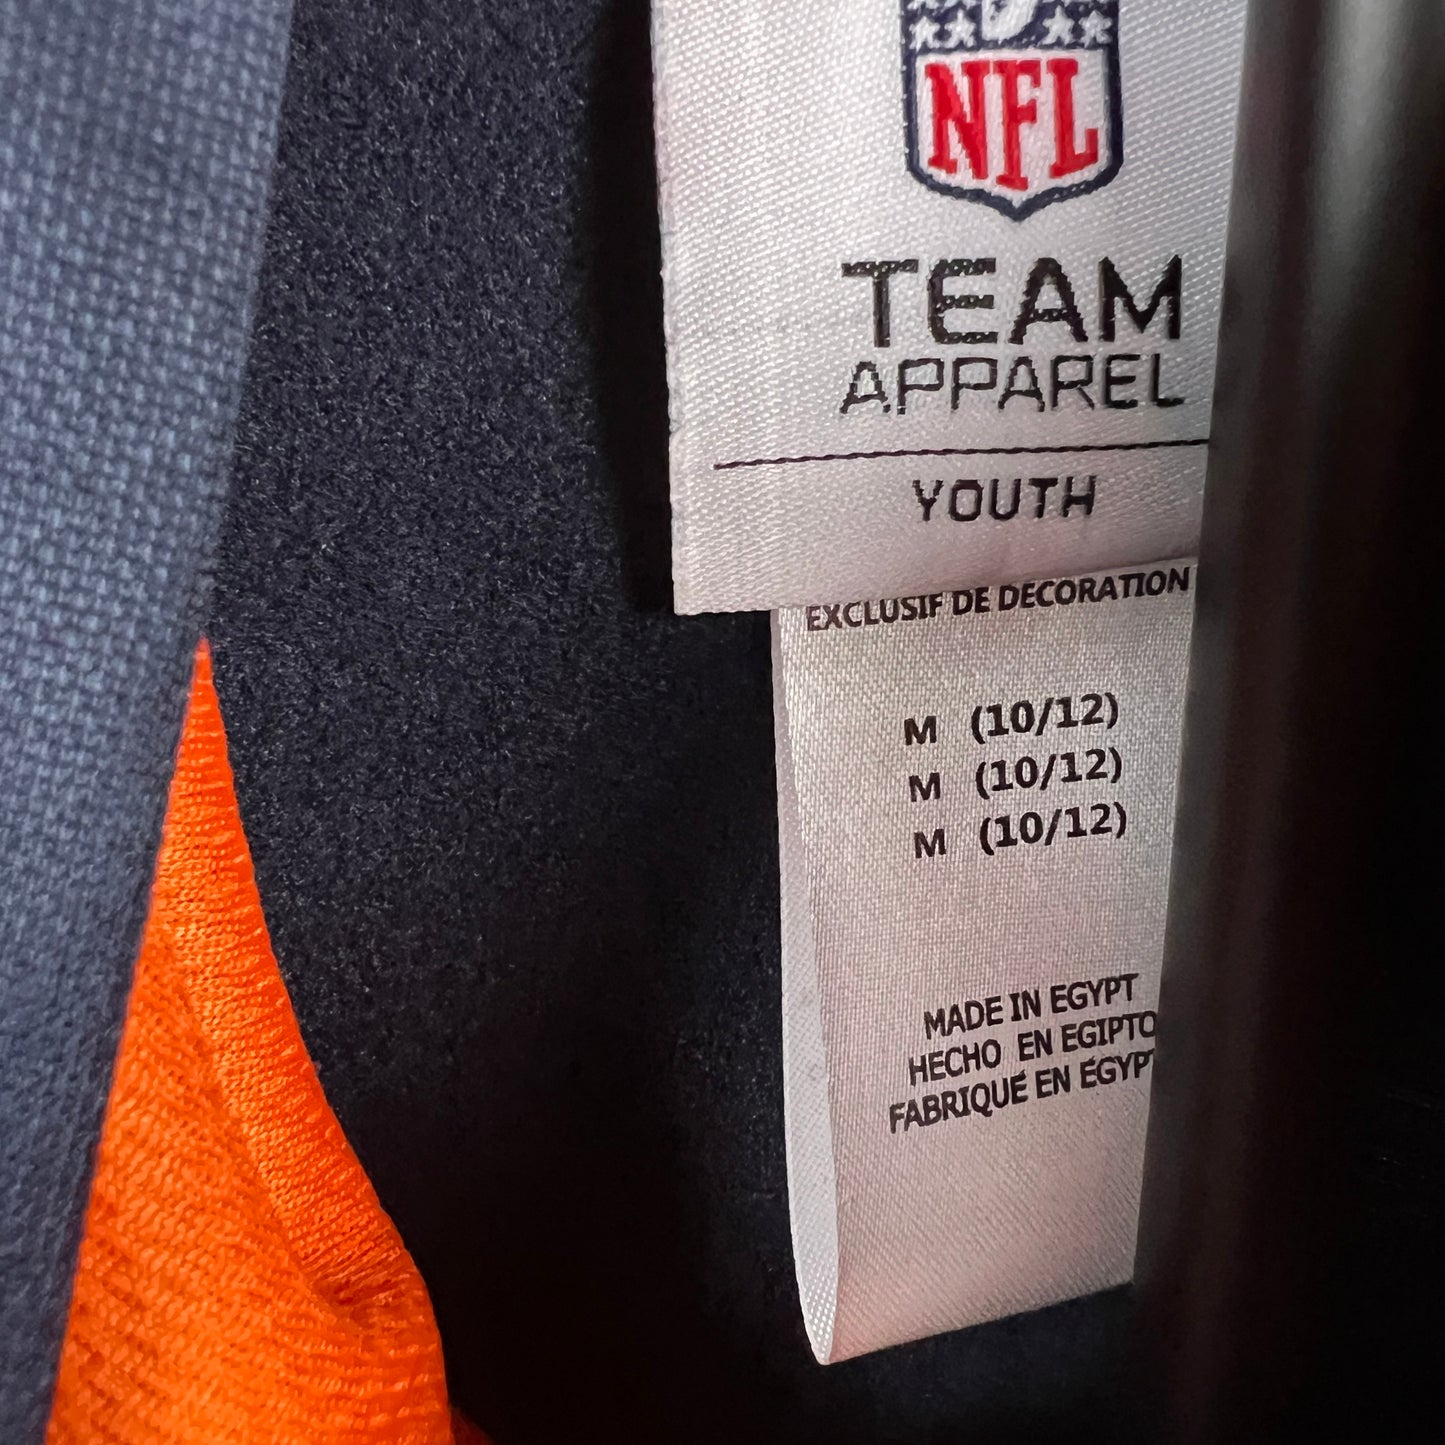 NFL
TEAM
APPAREL
YOUTH
EXCLUSIF DE DECORATION
M (10/12)
M (10/12)
M (10/12)
MADE IN EGYPT
HECHO EN EGIPTO
FABRIQUÉ EN ÉGYPT